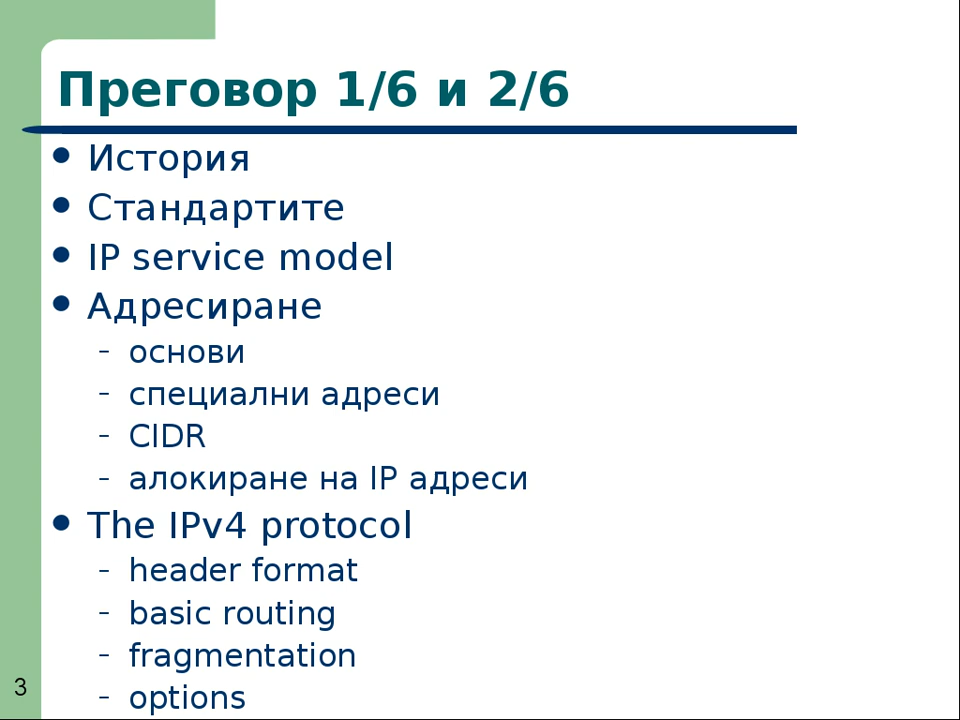 Преговор 1/6 и 2/6
• История
• Стандартите
• IP service model
• Адресиране
– основи
– специални адреси
– CIDR
– алокиране на IP адреси
• The IPv4 protocol
– header format
– basic routing
– fragmentation
– options
3